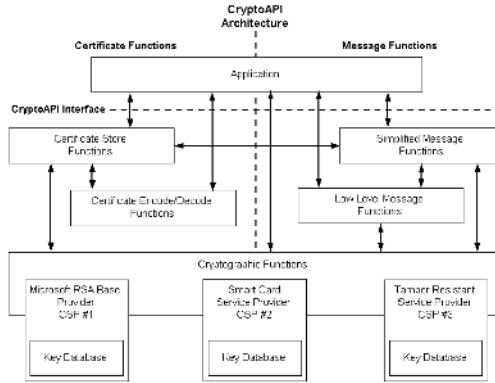 CryptoAPI
Architecture
Certificate Functions
Message Functions
Application
CryptoAPI Interface
Certificate Store
Functions
Simplified Message
Functions
Certificate Encode/Decode
Functions
Low Level Message
Functions
Cryatographic Functions
Microsoft RSA Base
Provider
CSP #1
Smart Card
Service Provider
CSP #2
Tamper Resistant
Service Provider
CSP #3
Key Database
Key Database
Key Database